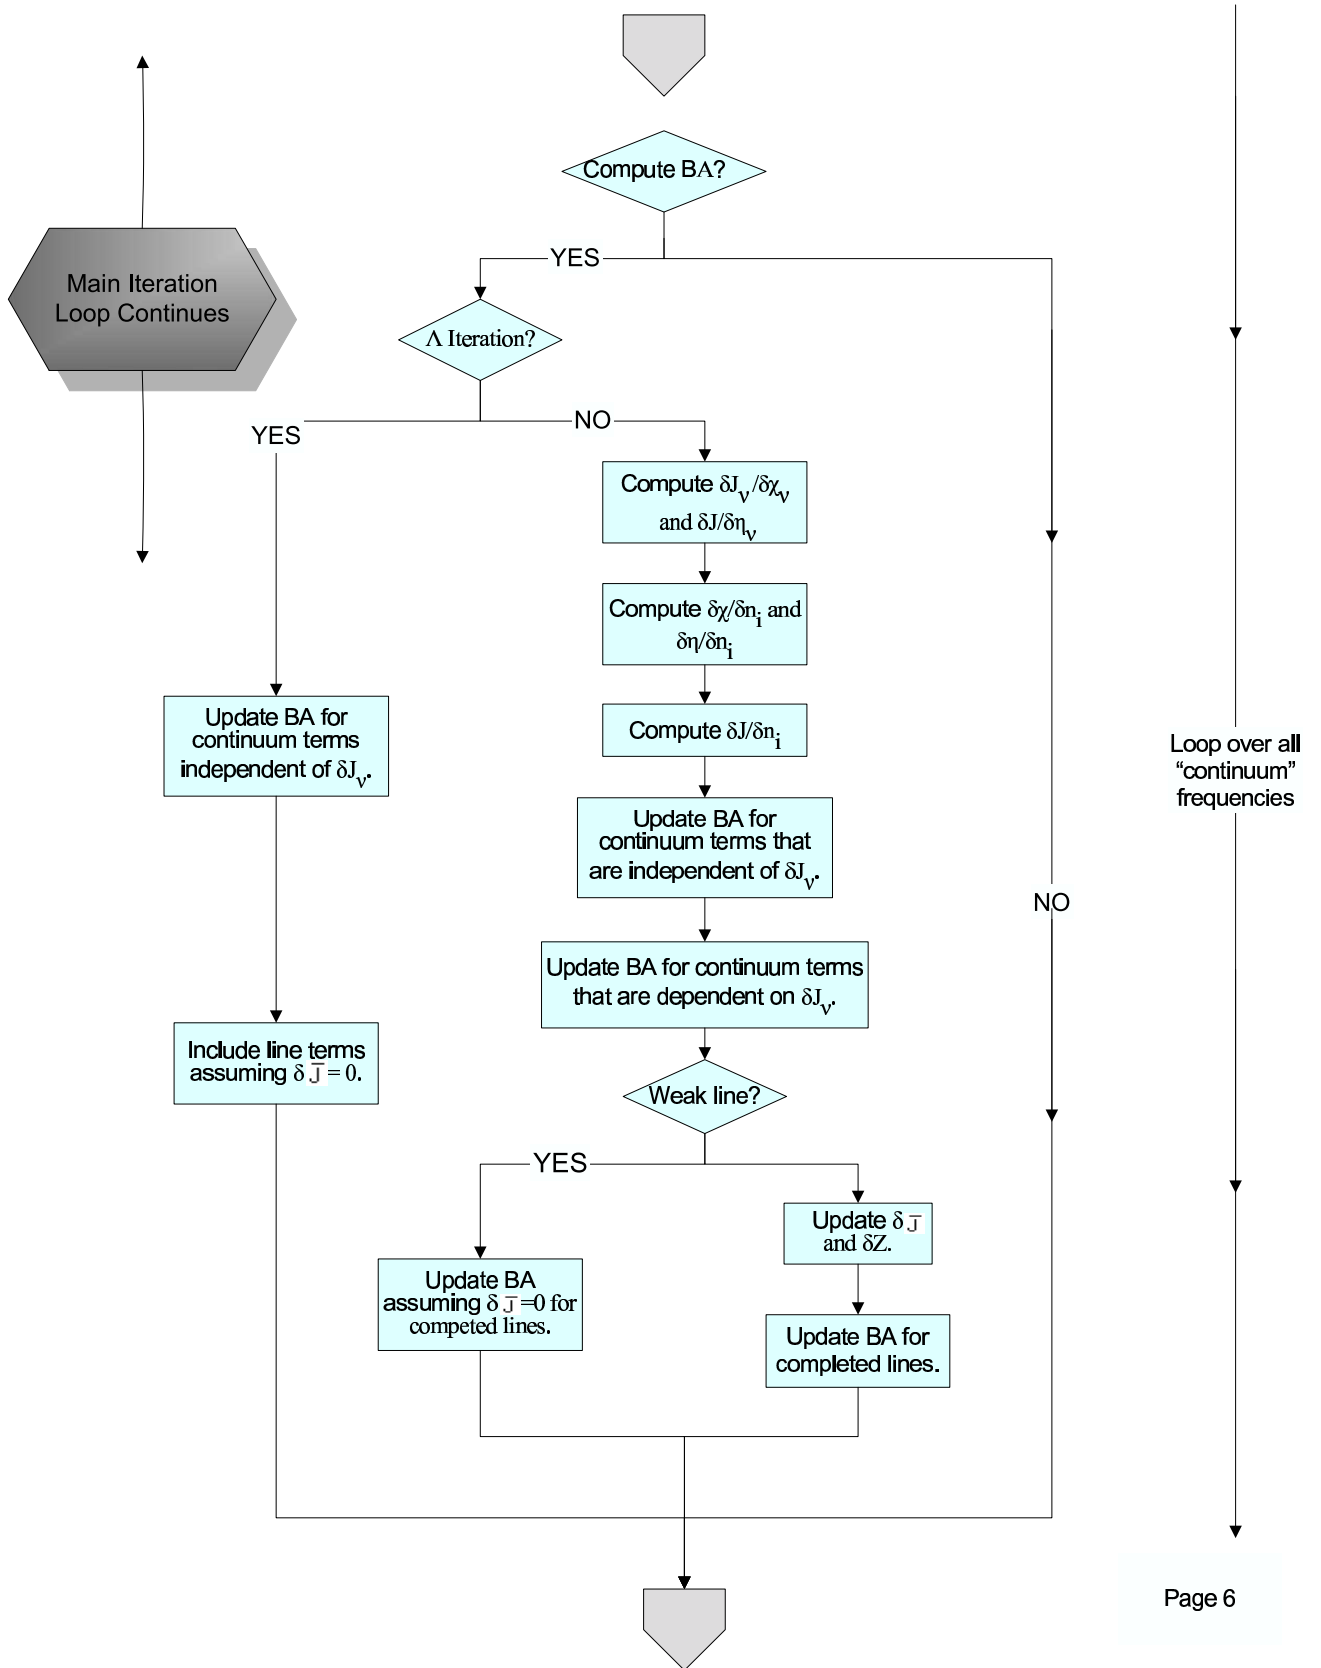 Compute BA?
YES
Main Iteration
Loop Continues
Λ Iteration?
YES
NO
Compute δJν/δχν
and δJ/δην
Compute δχ/δni and
δη/δni
Update BA for
continuum terms
independent of δJν.
Compute δJ/δni
Loop over all
“continuum”
frequencies
Update BA for
continuum terms that
are independent of δJν.
NO
Update BA for continuum terms
that are dependent on δJν.
Include line terms
assuming δJ̅ = 0.
Weak line?
YES
Update δJ̅
and δZ.
Update BA
assuming δJ̅=0 for
competed lines.
Update BA for
completed lines.
Page 6